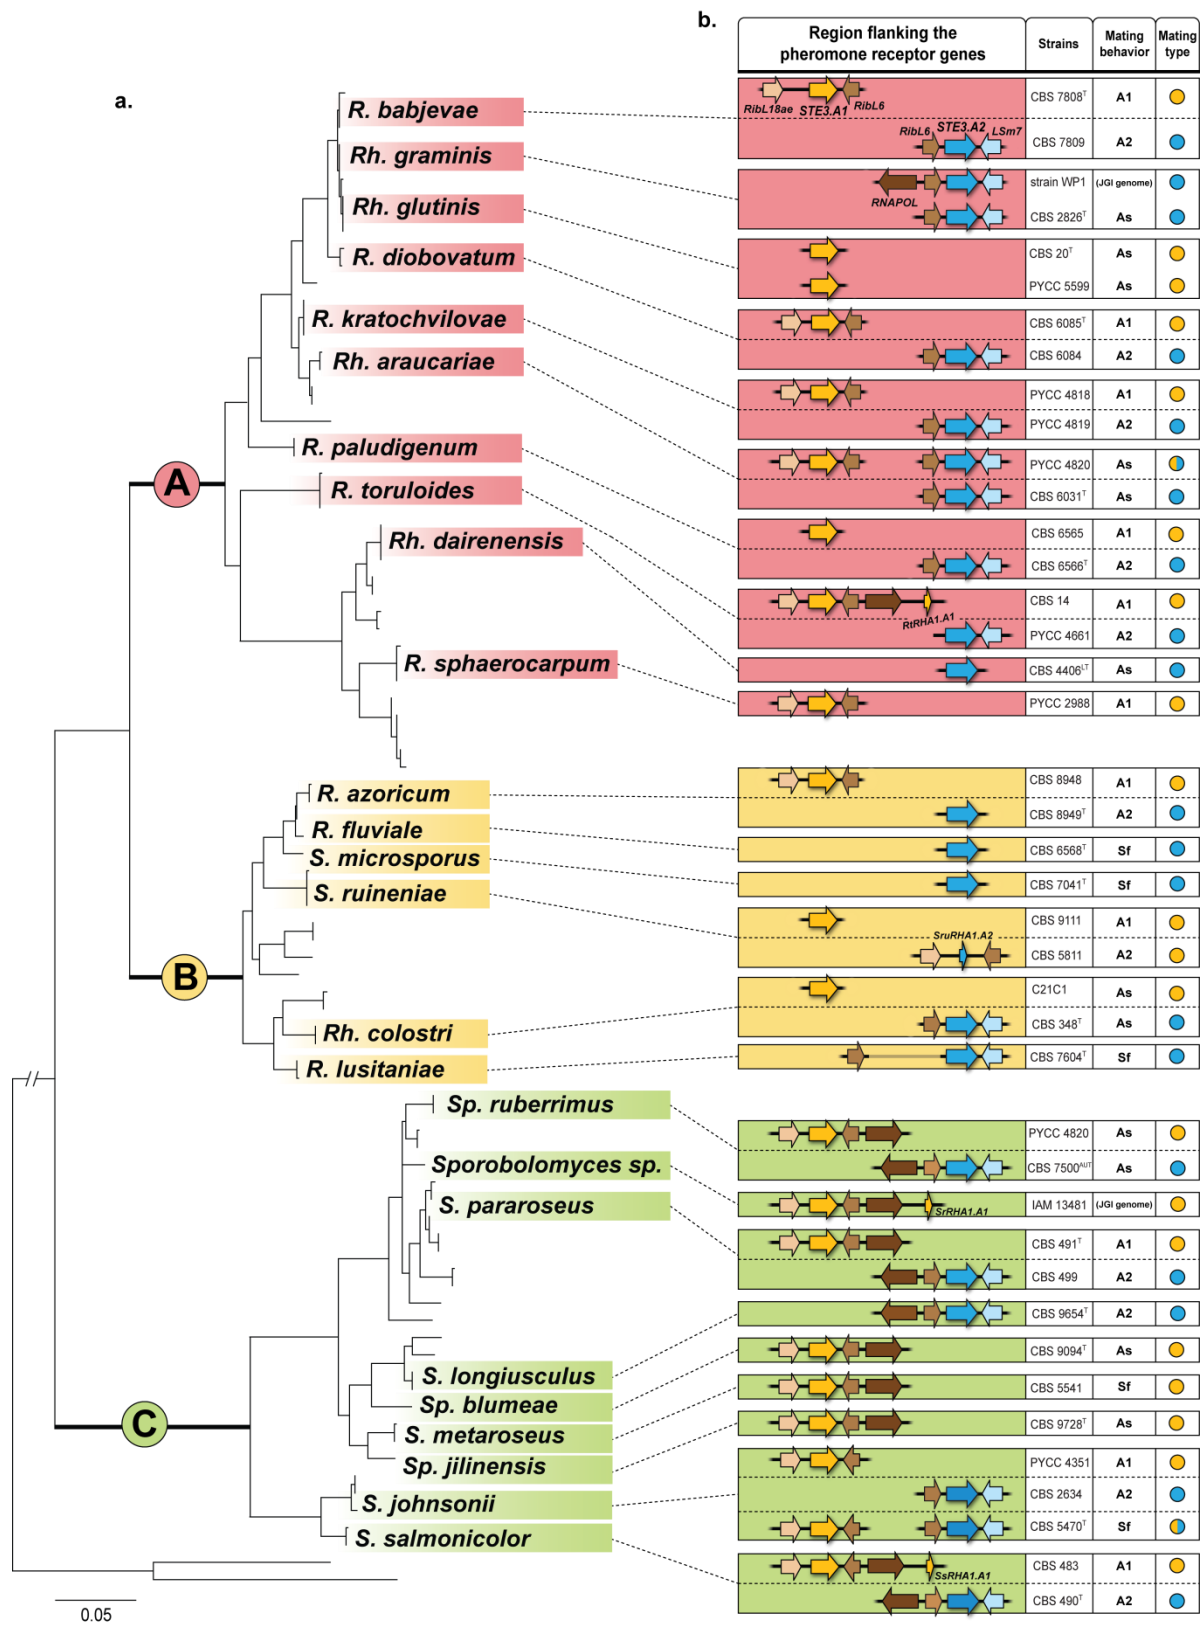 a.
R. babjevae
Rh. graminis
Rh. glutinis
R. diobovatum
R. kratochvilovae
Rh. araucariae
R. paludigenum
A
R. toruloides
Rh. dairenensis
R. sphaerocarpum
R. azoricum
R. fluviale
S. microsporus
S. ruineniae
B
Rh. colostri
R. lusitaniae
Sp. ruberrimus
Sporobolomyces sp.
S. pararoseus
S. longiusculus
Sp. blumeae
C
S. metaroseus
Sp. jilinensis
S. johnsonii
S. salmonicolor
0.05
b.
Region flanking the
pheromone receptor genes
Strains
Mating
behavior
Mating
type
RibL18ae STE3.A1 RibL6
CBS 7808T A1
RibL6 STE3.A2 LSm7
CBS 7809 A2
strain WP1 (JGI genome)
RNAPOL
CBS 2826T As
CBS 20T As
PYCC 5599 As
CBS 6085T A1
CBS 6084 A2
PYCC 4818 A1
PYCC 4819 A2
PYCC 4820 As
CBS 6031T As
CBS 6565 A1
CBS 6566T A2
CBS 14 A1
RtRHA1.A1
PYCC 4661 A2
CBS 4406LT As
PYCC 2988 A1
CBS 8948 A1
CBS 8949T A2
CBS 6568T Sf
CBS 7041T Sf
CBS 9111 A1
SruRHA1.A2
CBS 5811 A2
C21C1 As
CBS 348T As
CBS 7604T Sf
PYCC 4820 As
CBS 7500AUT As
IAM 13481 (JGI genome)
SrRHA1.A1
CBS 491T A1
CBS 499 A2
CBS 9654T A2
CBS 9094T As
CBS 5541 Sf
CBS 9728T As
PYCC 4351 A1
CBS 2634 A2
CBS 5470T Sf
CBS 483 A1
SsRHA1.A1
CBS 490T A2